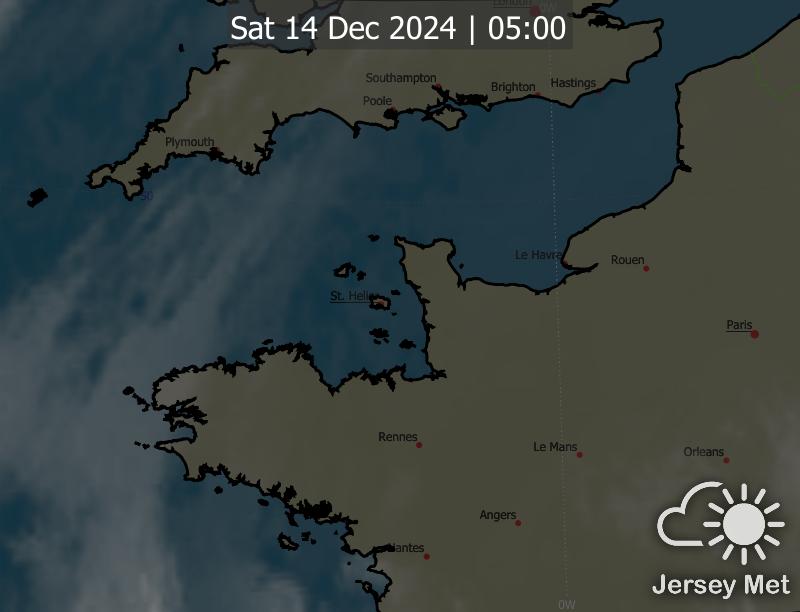 London
0W
Sat 14 Dec 2024 | 05:00
Southampton
Brighton
Hastings
Poole
Plymouth
50
Le Havre
Rouen
St. Helier
Paris
Rennes
Le Mans
Orleans
Angers
Nantes
Jersey Met
0W